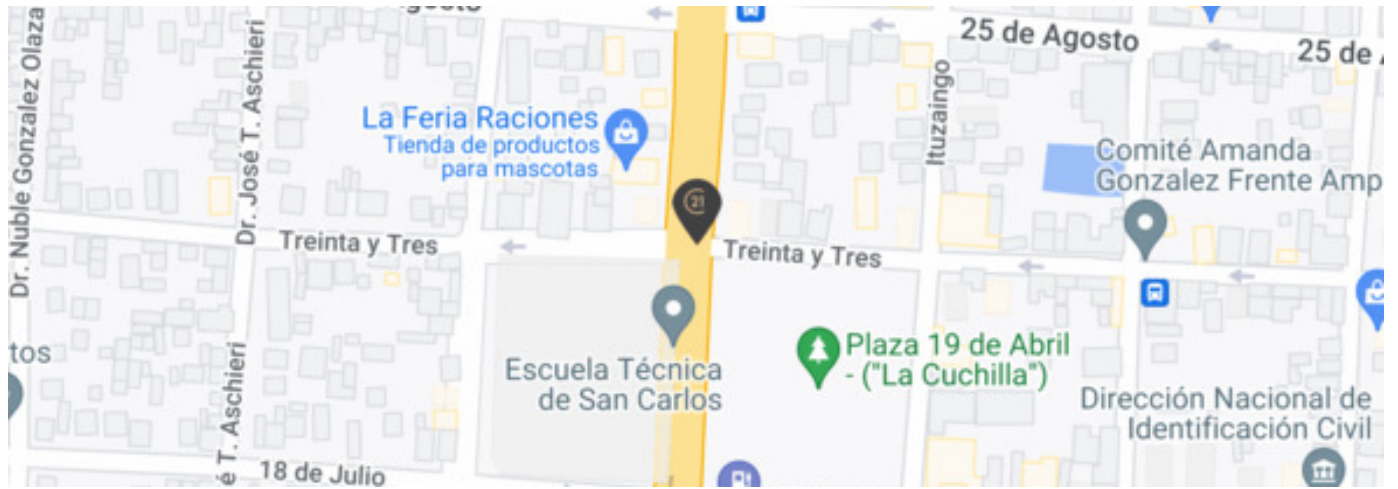 gosto
25 de Agosto
25 de
Dr. Nuble Gonzalez Olaza
Dr. José T. Aschieri
La Feria Raciones
Tienda de productos
para mascotas
Ituzaingo
Comité Amanda
Gonzalez Frente Amp
21
Treinta y Tres
Treinta y Tres
tos
Escuela Técnica
de San Carlos
Plaza 19 de Abril
- ("La Cuchilla")
Dirección Nacional de
Identificación Civil
é T. Aschieri
18 de Julio